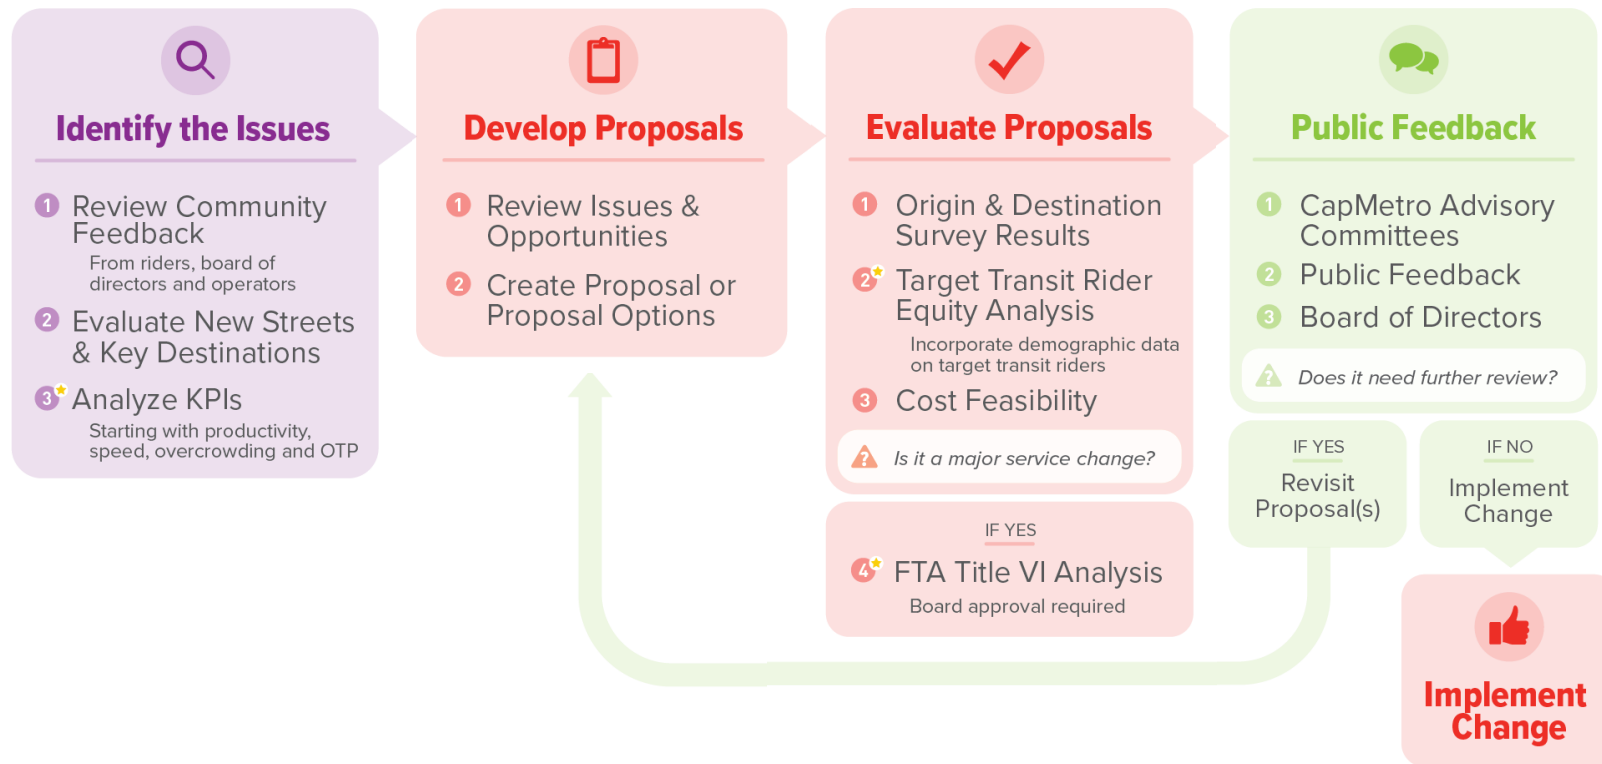 Identify the Issues
1 Review Community
Feedback
From riders, board of
directors and operators
2 Evaluate New Streets
& Key Destinations
3 Analyze KPIs
Starting with productivity,
speed, overcrowding and OTP
Develop Proposals
1 Review Issues &
Opportunities
2 Create Proposal or
Proposal Options
Evaluate Proposals
1 Origin & Destination
Survey Results
2 Target Transit Rider
Equity Analysis
Incorporate demographic data
on target transit riders
3 Cost Feasibility
? Is it a major service change?
IF YES
4 FTA Title VI Analysis
Board approval required
Public Feedback
1 CapMetro Advisory
Committees
2 Public Feedback
3 Board of Directors
? Does it need further review?
IF YES
Revisit
Proposal(s)
IF NO
Implement
Change
Implement
Change